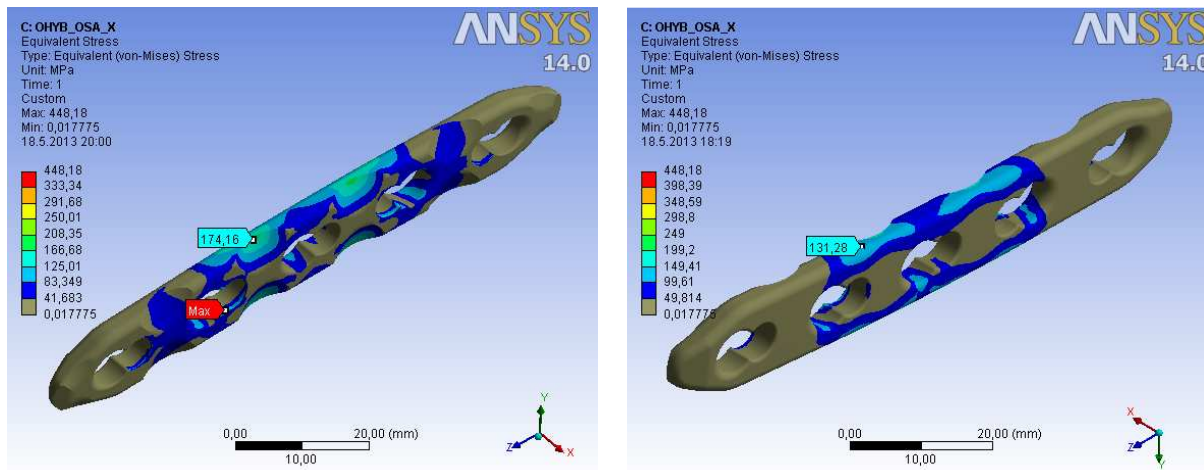 C: OHYB_OSA_X
Equivalent Stress
Type: Equivalent (von-Mises) Stress
Unit: MPa
Time: 1
Custom
Max: 448,18
Min: 0,017775
18.5.2013 20:00
ANSYS
14.0
448,18
333,34
291,68
250,01
208,35
166,68
125,01
83,349
41,683
0,017775
174,16
Max
0,00
20,00 (mm)
10,00
Y
Z
X
C: OHYB_OSA_X
Equivalent Stress
Type: Equivalent (von-Mises) Stress
Unit: MPa
Time: 1
Custom
Max: 448,18
Min: 0,017775
18.5.2013 18:19
ANSYS
14.0
448,18
398,39
348,59
298,8
249
199,2
149,41
99,61
49,814
0,017775
131,28
0,00
20,00 (mm)
10,00
X
Z
Y